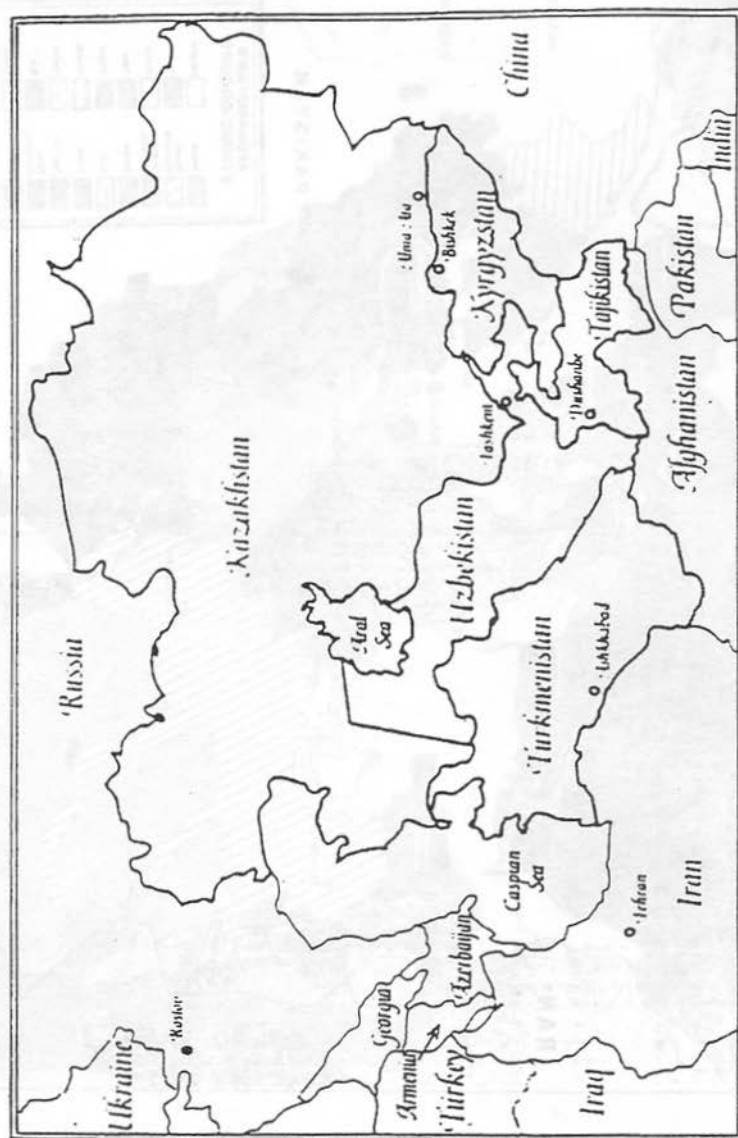 Ukraine
Russia
Kazakhstan
China
Rostov
Georgia
Armenia
Azerbaijan
Turkey
Caspian
Sea
Aral
Sea
Uzbekistan
Turkmenistan
Tashkent
Bishkek
Kyrgyzstan
Dushanbe
Tajikistan
Iraq
Tehran
Iran
Afghanistan
Pakistan
India